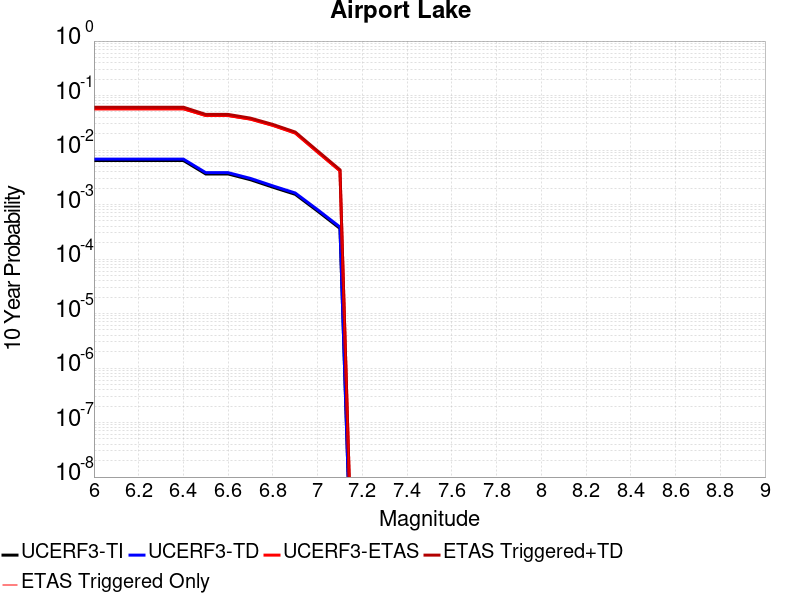 Airport Lake
10 0
10 -1
10 -2
10 -3
10 -4
10 -5
10 -6
10 -7
10 -8
10 Year Probability
6 6.2 6.4 6.6 6.8 7 7.2 7.4 7.6 7.8 8 8.2 8.4 8.6 8.8 9
Magnitude
UCERF3-TI UCERF3-TD UCERF3-ETAS ETAS Triggered+TD
ETAS Triggered Only